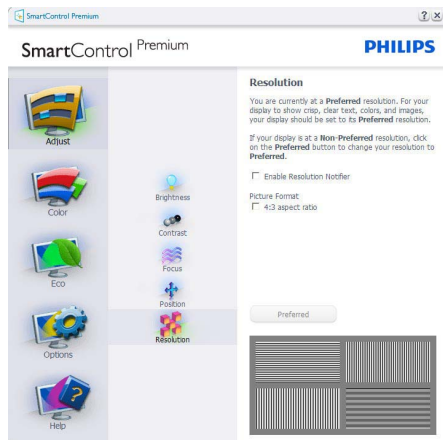 SmartControl Premium
? x
SmartControl Premium
PHILIPS
Adjust
Color
Eco
Options
Help
Brightness
Contrast
Focus
Position
Resolution
Resolution
You are currently at a Preferred resolution. For your
display to show crisp, clear text, colors, and images,
your display should be set to its Preferred resolution.
If your display is at a Non-Preferred resolution, click
on the Preferred button to change your resolution to
Preferred.
Enable Resolution Notifier
Picture Format
4:3 aspect ratio
Preferred